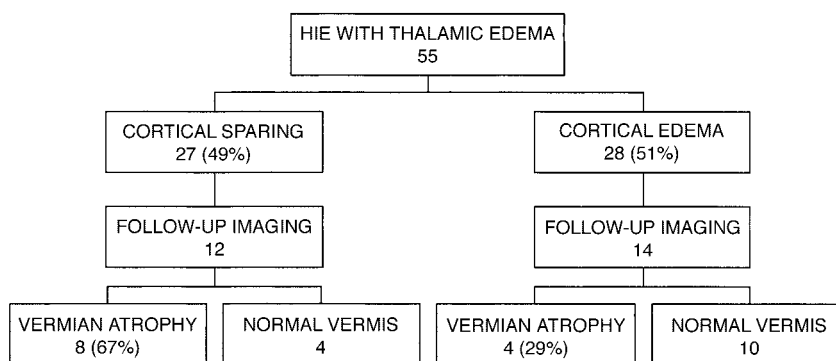 HIE WITH THALAMIC EDEMA
55
CORTICAL SPARING
27 (49%)
CORTICAL EDEMA
28 (51%)
FOLLOW-UP IMAGING
12
FOLLOW-UP IMAGING
14
VERMIAN ATROPHY
8 (67%)
NORMAL VERMIS
4
VERMIAN ATROPHY
4 (29%)
NORMAL VERMIS
10